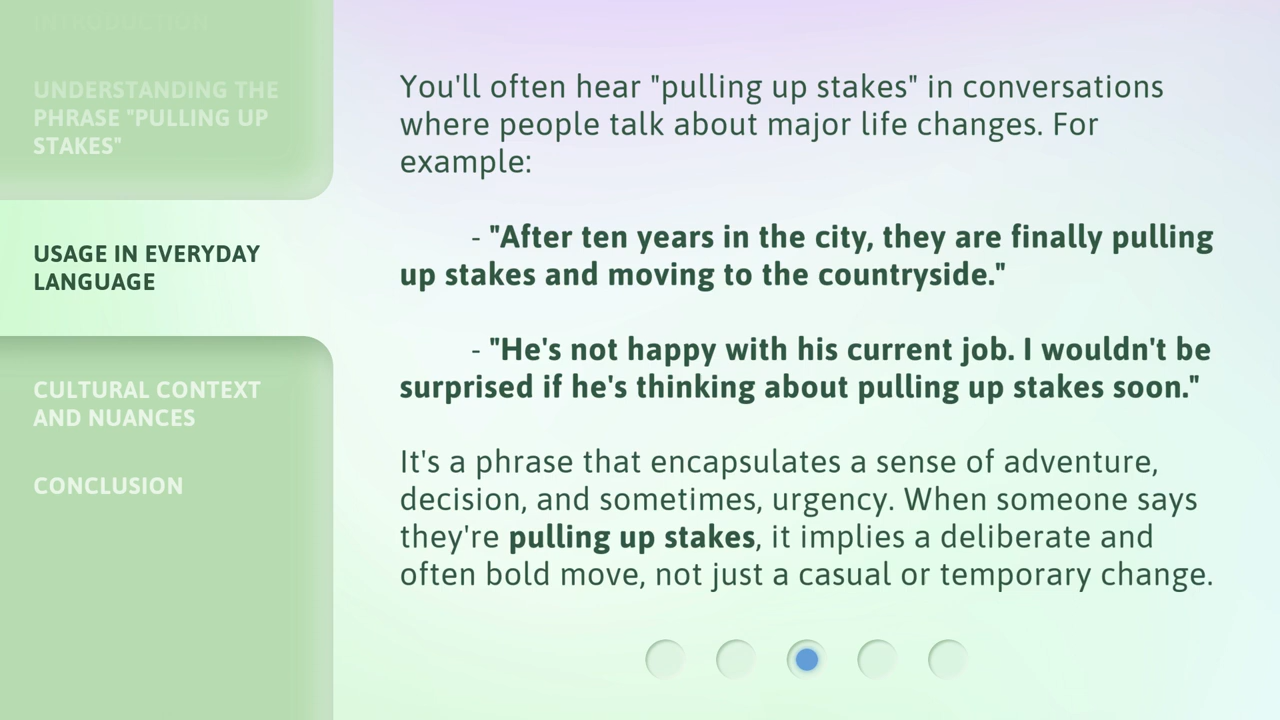 INTRODUCTION
UNDERSTANDING THE
PHRASE "PULLING UP
STAKES"
USAGE IN EVERYDAY
LANGUAGE
CULTURAL CONTEXT
AND NUANCES
CONCLUSION
You'll often hear "pulling up stakes" in conversations
where people talk about major life changes. For
example:
- "After ten years in the city, they are finally pulling
up stakes and moving to the countryside."
- "He's not happy with his current job. I wouldn't be
surprised if he's thinking about pulling up stakes soon."
It's a phrase that encapsulates a sense of adventure,
decision, and sometimes, urgency. When someone says
they're pulling up stakes, it implies a deliberate and
often bold move, not just a casual or temporary change.